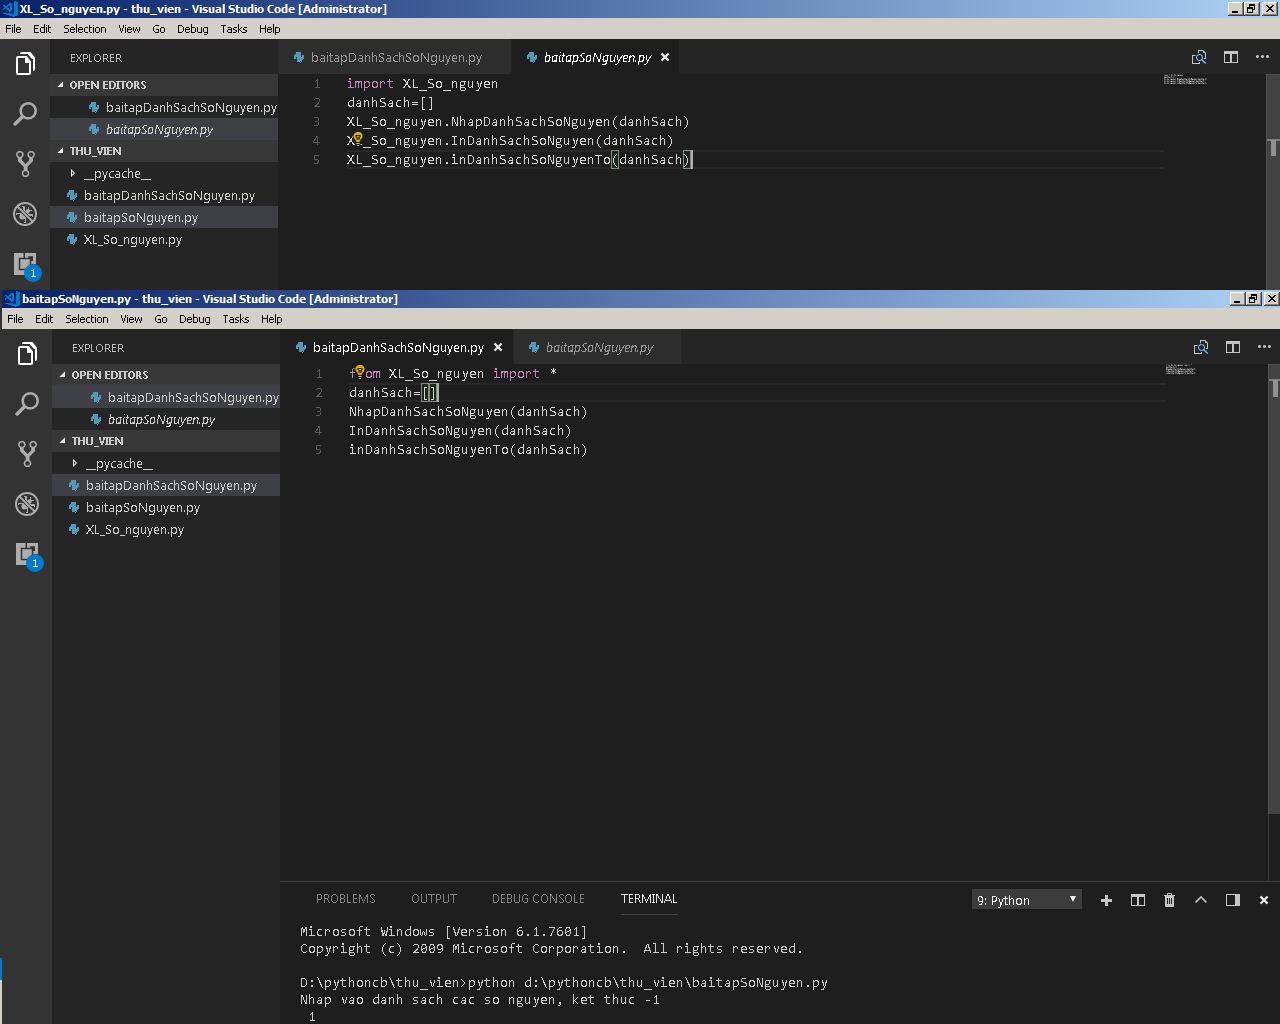 XL_So_nguyen.py - thu_vien - Visual Studio Code [Administrator]
File Edit Selection View Go Debug Tasks Help
EXPLORER
OPEN EDITORS
baitapDanhSachSoNguyen.py
baitapSoNguyen.py
THU_VIEN
__pycache__
baitapDanhSachSoNguyen.py
baitapSoNguyen.py
XL_So_nguyen.py
1
baitapDanhSachSoNguyen.py baitapSoNguyen.py
1 import XL_So_nguyen
2 danhSach=[]
3 XL_So_nguyen.NhapDanhSachSoNguyen(danhSach)
4 XL_So_nguyen.InDanhSachSoNguyen(danhSach)
5 XL_So_nguyen.inDanhSachSoNguyenTo(danhSach)
baitapSoNguyen.py - thu_vien - Visual Studio Code [Administrator]
File Edit Selection View Go Debug Tasks Help
EXPLORER
OPEN EDITORS
baitapDanhSachSoNguyen.py
baitapSoNguyen.py
THU_VIEN
__pycache__
baitapDanhSachSoNguyen.py
baitapSoNguyen.py
XL_So_nguyen.py
1
baitapDanhSachSoNguyen.py baitapSoNguyen.py
1 from XL_So_nguyen import *
2 danhSach=[]
3 NhapDanhSachSoNguyen(danhSach)
4 InDanhSachSoNguyen(danhSach)
5 inDanhSachSoNguyenTo(danhSach)
PROBLEMS OUTPUT DEBUG CONSOLE TERMINAL 9: Python
Microsoft Windows [Version 6.1.7601]
Copyright (c) 2009 Microsoft Corporation.  All rights reserved.
D:\pythoncb\thu_vien>python d:\pythoncb\thu_vien\baitapSoNguyen.py
Nhap vao danh sach cac so nguyen, ket thuc -1
1